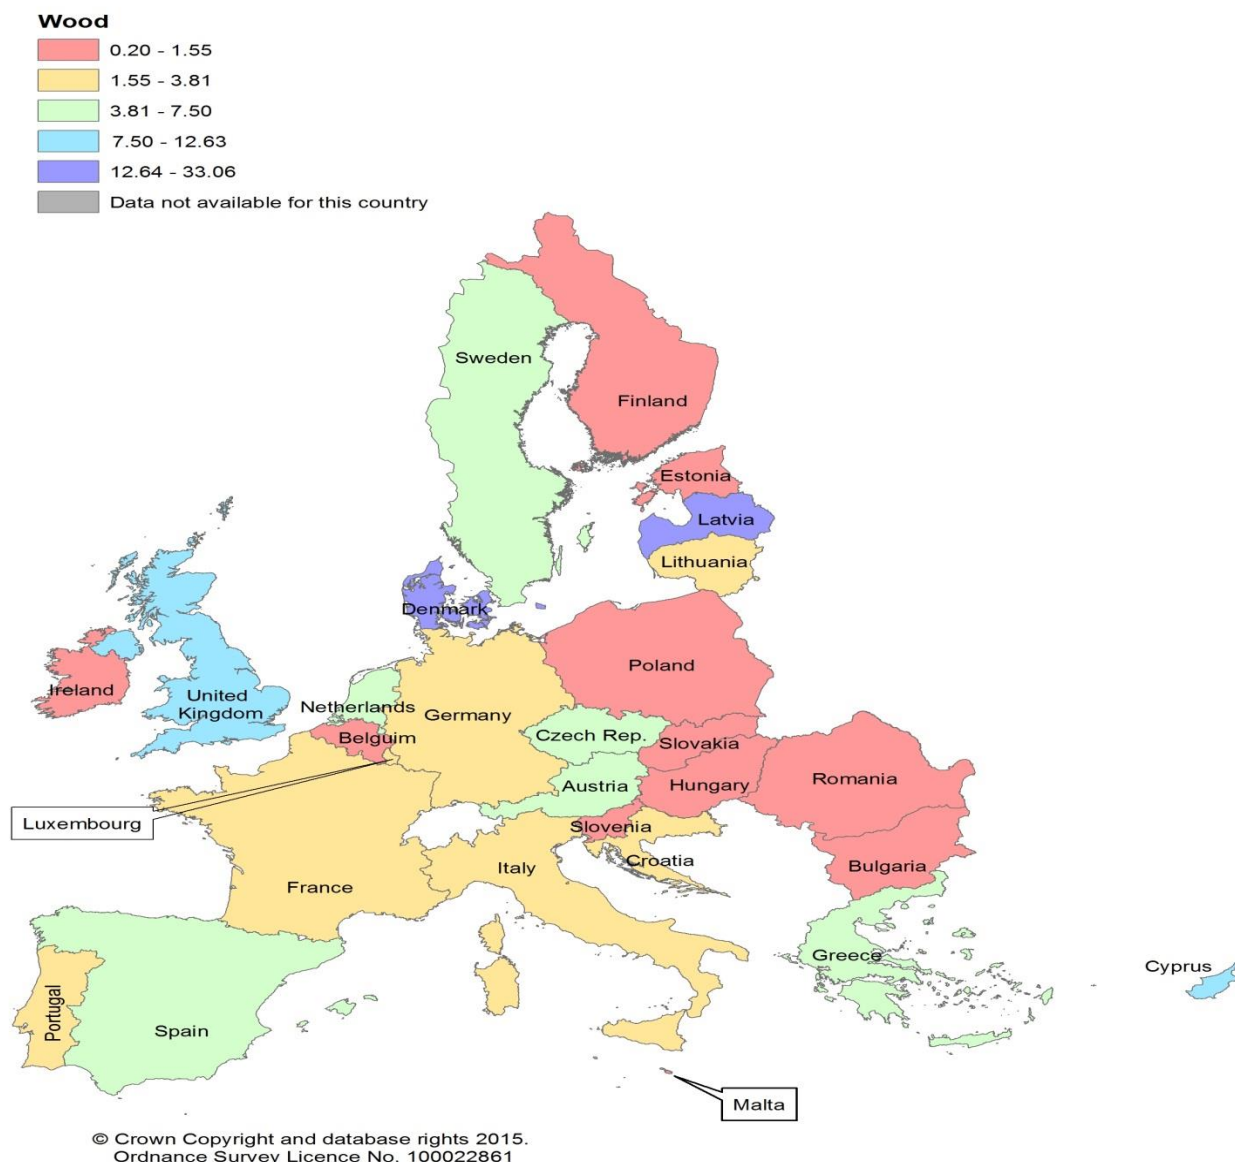 Wood
0.20 - 1.55
1.55 - 3.81
3.81 - 7.50
7.50 - 12.63
12.64 - 33.06
Data not available for this country
Sweden
Finland
Estonia
Latvia
Lithuania
Denmark
Poland
Ireland
United
Kingdom
Netherlands
Germany
Belguim
Czech Rep.
Slovakia
Austria
Hungary
Romania
Luxembourg
Slovenia
Croatia
Bulgaria
Italy
France
Greece
Cyprus
Portugal
Spain
Malta
© Crown Copyright and database rights 2015.
Ordnance Survey Licence No. 100022861